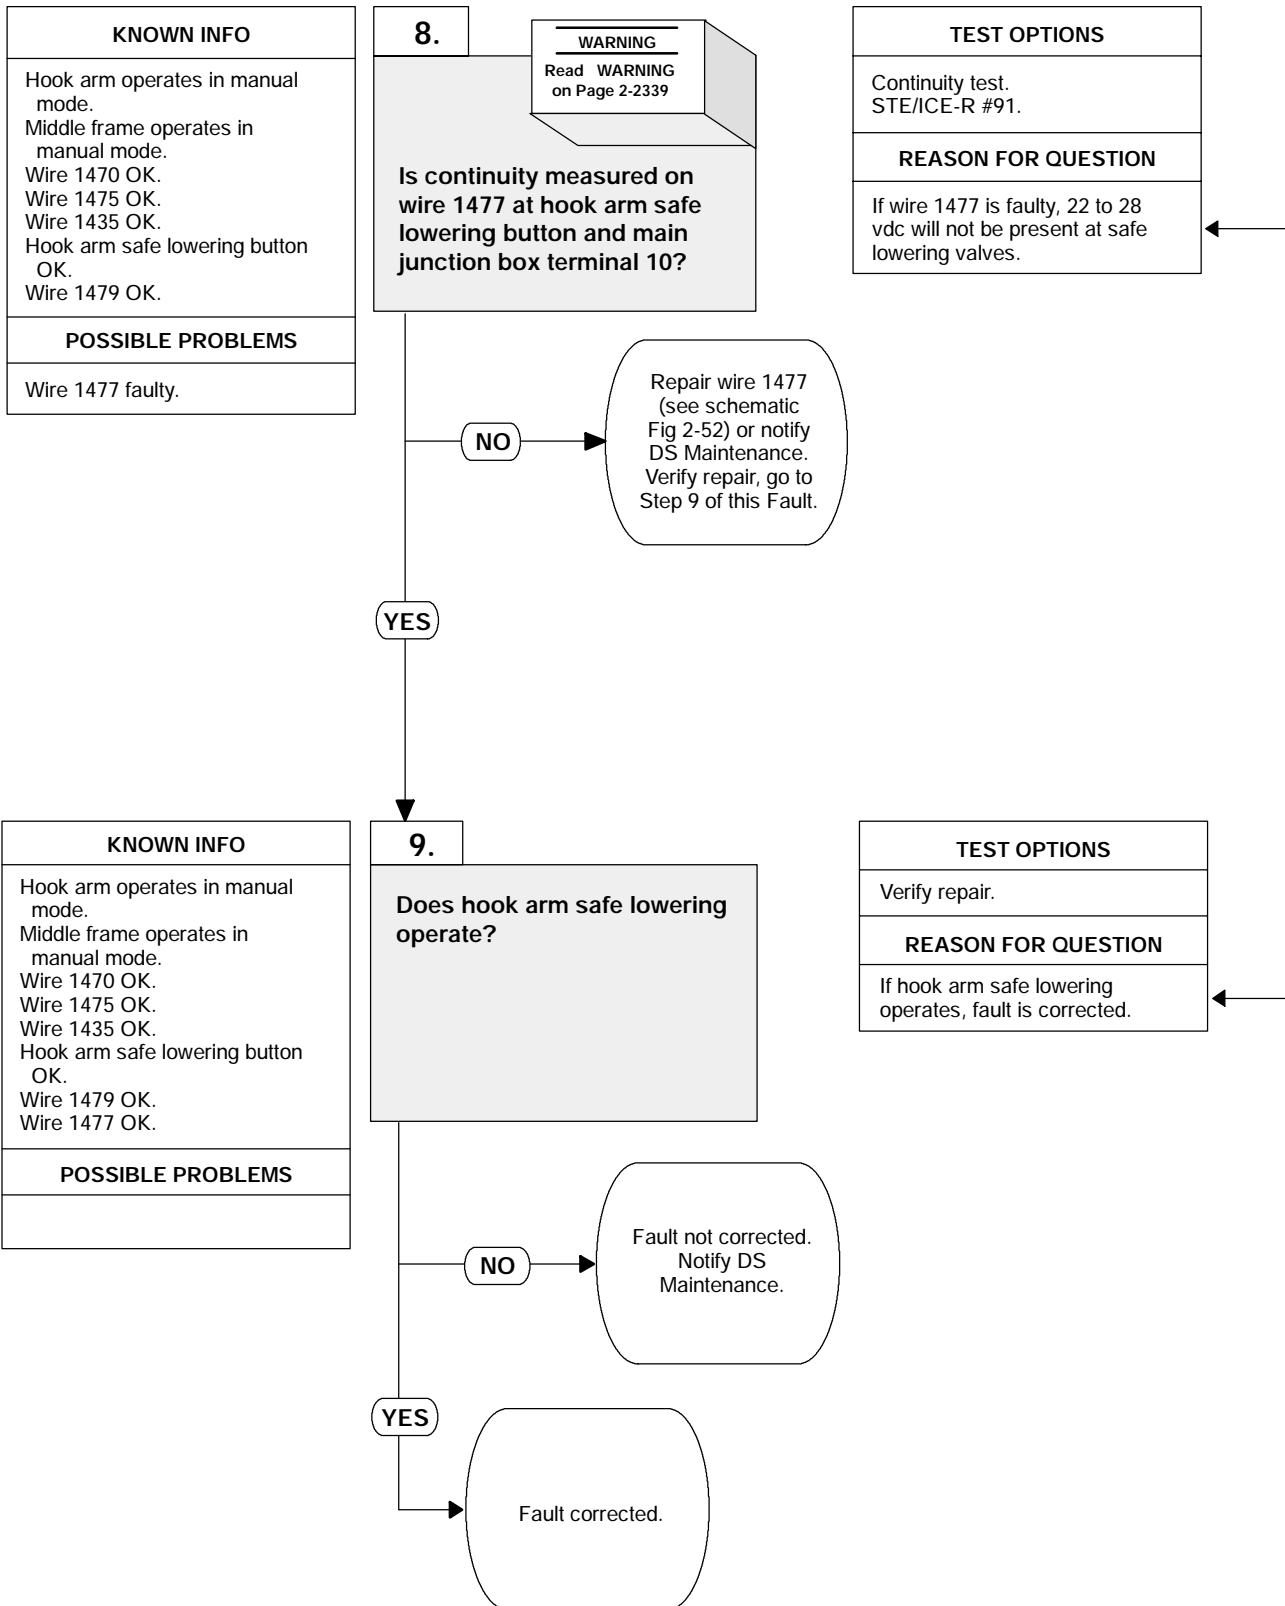 KNOWN INFO
Hook arm operates in manual
mode.
Middle frame operates in
manual mode.
Wire 1470 OK.
Wire 1475 OK.
Wire 1435 OK.
Hook arm safe lowering button
OK.
Wire 1479 OK.
POSSIBLE PROBLEMS
Wire 1477 faulty.
8.
WARNING
Read WARNING
on Page 2-2339
Is continuity measured on
wire 1477 at hook arm safe
lowering button and main
junction box terminal 10?
TEST OPTIONS
Continuity test.
STE/ICE-R #91.
REASON FOR QUESTION
If wire 1477 is faulty, 22 to 28
vdc will not be present at safe
lowering valves.
NO
Repair wire 1477
(see schematic
Fig 2-52) or notify
DS Maintenance.
Verify repair, go to
Step 9 of this Fault.
YES
KNOWN INFO
Hook arm operates in manual
mode.
Middle frame operates in
manual mode.
Wire 1470 OK.
Wire 1475 OK.
Wire 1435 OK.
Hook arm safe lowering button
OK.
Wire 1479 OK.
Wire 1477 OK.
POSSIBLE PROBLEMS
9.
Does hook arm safe lowering
operate?
TEST OPTIONS
Verify repair.
REASON FOR QUESTION
If hook arm safe lowering
operates, fault is corrected.
NO
Fault not corrected.
Notify DS
Maintenance.
YES
Fault corrected.